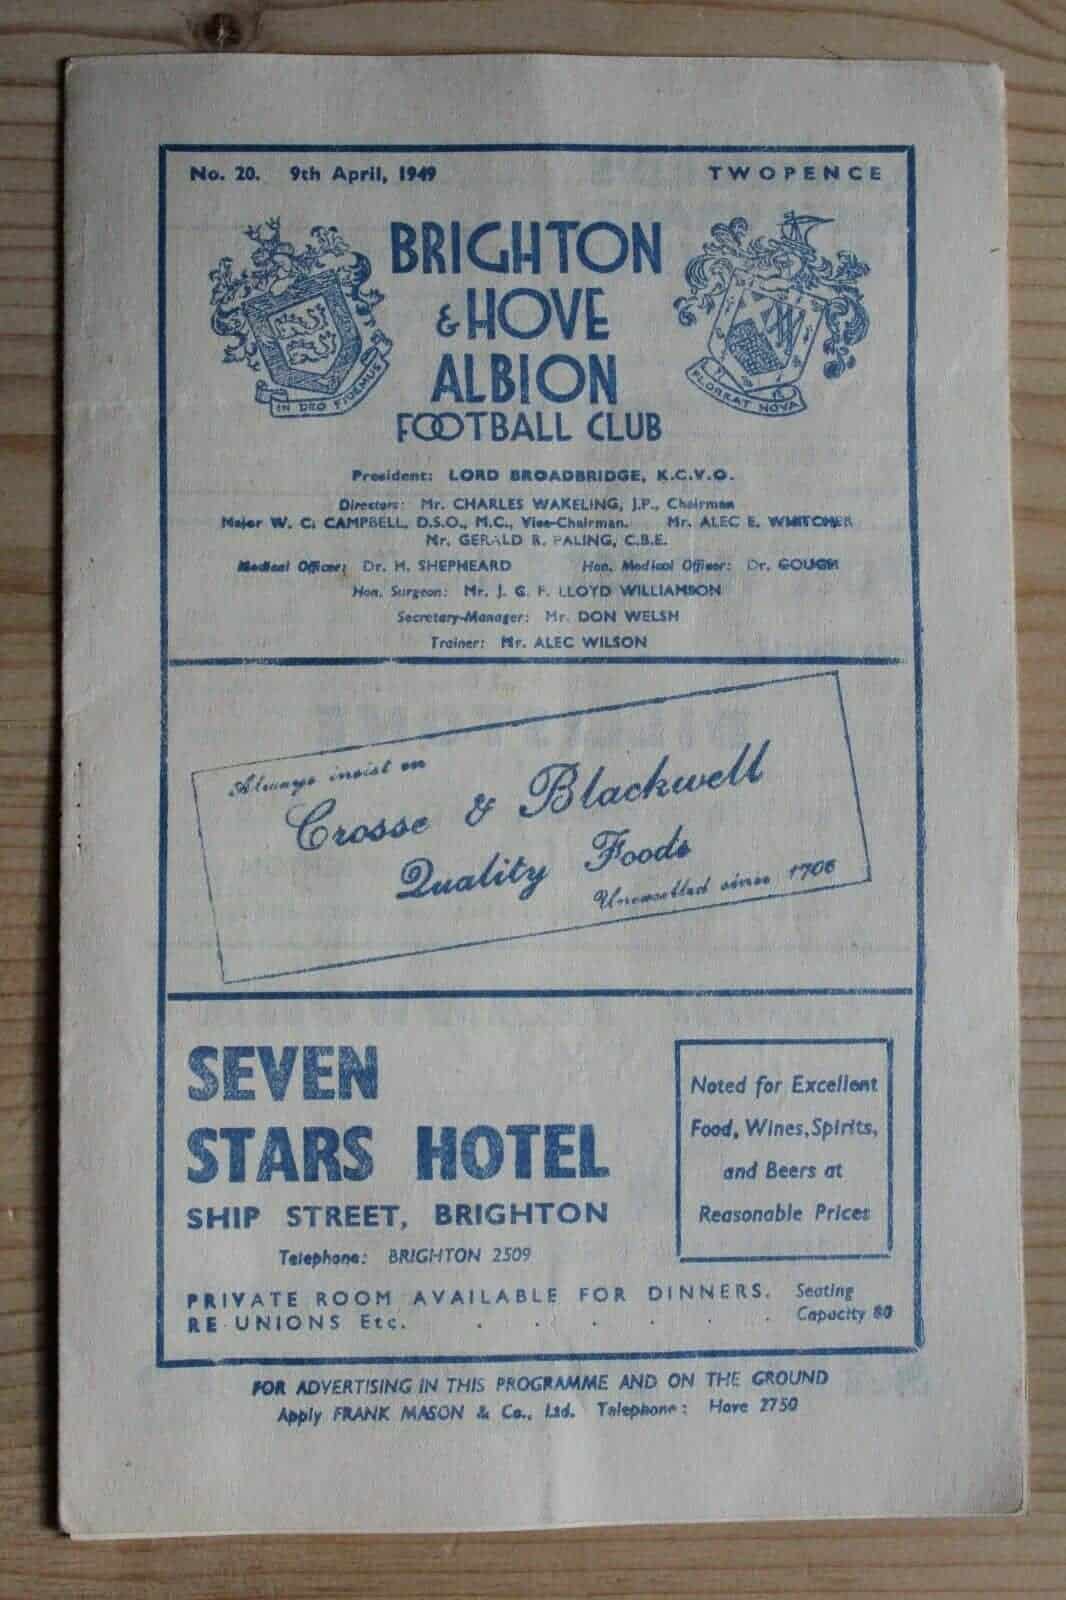 No. 20. 9th April, 1949 TWOPENCE
BRIGHTON
& HOVE
ALBION
FOOTBALL CLUB
IN DEO FIDEMUS
FLOREAT HOVA
President: LORD BROADBRIDGE, K.C.V.O.
Directors: Mr. CHARLES WAKELING, J.P., Chairman
Major W. C. CAMPBELL, D.S.O., M.C., Vice-Chairman. Mr. ALEC E. WHITCHER
Mr. GERALD R. PALING, C.B.E.
Medical Officer: Dr. H. SHEPHEARD Hon. Medical Officer: Dr. GOUGH
Hon. Surgeon: Mr. J. G. F. LLOYD WILLIAMSON
Secretary-Manager: Mr. DON WELSH
Trainer: Mr. ALEC WILSON
Always insist on
Crosse & Blackwell
Quality Foods
Unexcelled since 1706
SEVEN
STARS HOTEL
SHIP STREET, BRIGHTON
Telephone: BRIGHTON 2509
Noted for Excellent
Food, Wines, Spirits,
and Beers at
Reasonable Prices
PRIVATE ROOM AVAILABLE FOR DINNERS. Seating
RE-UNIONS Etc. . . . . . . Capacity 80
FOR ADVERTISING IN THIS PROGRAMME AND ON THE GROUND
Apply FRANK MASON & Co., Ltd. Telephone: Hove 2750